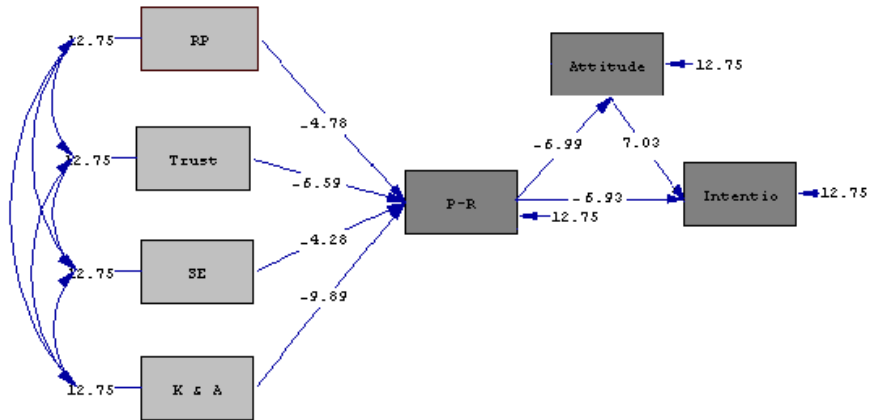 12.75 RP
Attitude 12.75
-4.78
-6.99 7.03
12.75 Trust
-6.59
P-R
-6.93
Intentio 12.75
12.75
-4.28
12.75 SE
-9.89
12.75 K & A